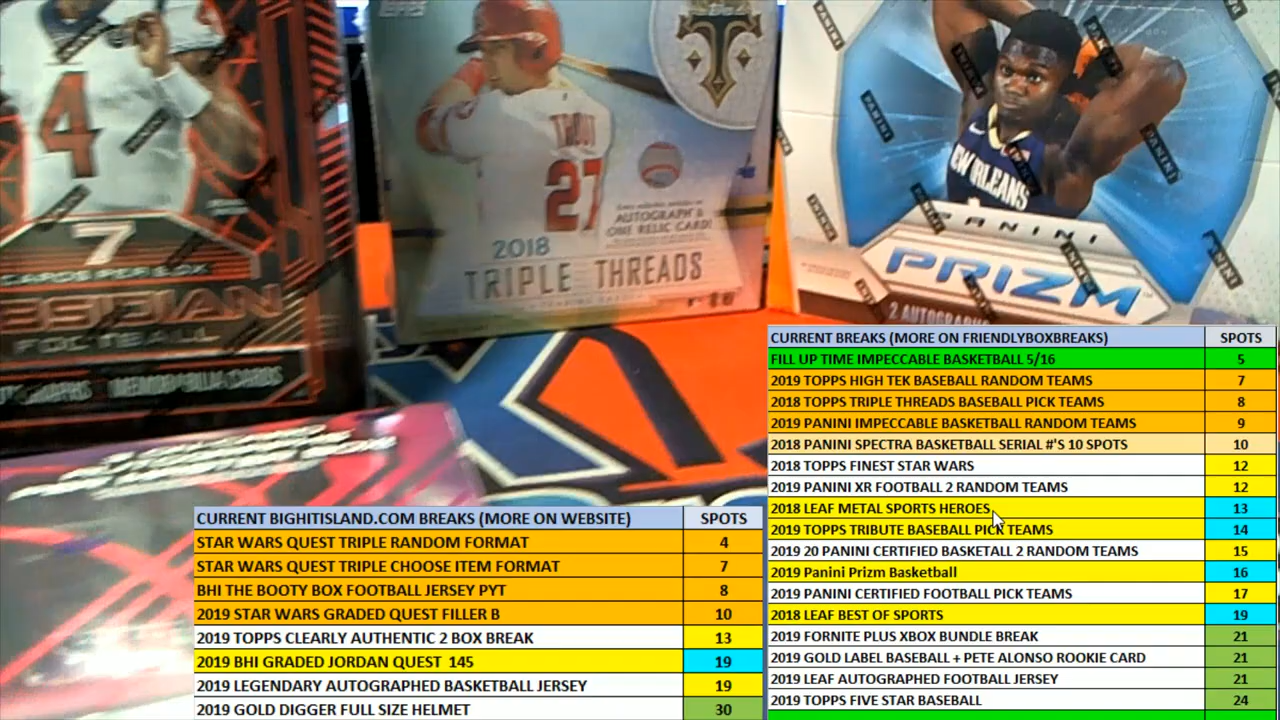 4
7
CARDS PER BOX
FOOTBALL
TOPPS
TROUT
27
AUTOGRAPH &
ONE RELIC CARD!
2018
TRIPLE THREADS
PANINI
PANINI
PANINI
PANINI
PANINI
PANINI
NEW ORLEANS
PANINI
PRIZM
2 AUTOGRAPHS
CURRENT BREAKS (MORE ON FRIENDLYBOXBREAKS) SPOTS
FILL UP TIME IMPECCABLE BASKETBALL 5/16 5
2019 TOPPS HIGH TEK BASEBALL RANDOM TEAMS 7
2018 TOPPS TRIPLE THREADS BASEBALL PICK TEAMS 8
2019 PANINI IMPECCABLE BASKETBALL RANDOM TEAMS 9
2018 PANINI SPECTRA BASKETBALL SERIAL #'S 10 SPOTS 10
2018 TOPPS FINEST STAR WARS 12
2019 PANINI XR FOOTBALL 2 RANDOM TEAMS 12
2018 LEAF METAL SPORTS HEROES 13
2019 TOPPS TRIBUTE BASEBALL PICK TEAMS 14
2019 20 PANINI CERTIFIED BASKETALL 2 RANDOM TEAMS 15
2019 Panini Prizm Basketball 16
2019 PANINI CERTIFIED FOOTBALL PICK TEAMS 17
2018 LEAF BEST OF SPORTS 19
2019 FORNITE PLUS XBOX BUNDLE BREAK 21
2019 GOLD LABEL BASEBALL + PETE ALONSO ROOKIE CARD 21
2019 LEAF AUTOGRAPHED FOOTBALL JERSEY 21
2019 TOPPS FIVE STAR BASEBALL 24
CURRENT BIGHITISLAND.COM BREAKS (MORE ON WEBSITE) SPOTS
STAR WARS QUEST TRIPLE RANDOM FORMAT 4
STAR WARS QUEST TRIPLE CHOOSE ITEM FORMAT 7
BHI THE BOOTY BOX FOOTBALL JERSEY PYT 8
2019 STAR WARS GRADED QUEST FILLER B 10
2019 TOPPS CLEARLY AUTHENTIC 2 BOX BREAK 13
2019 BHI GRADED JORDAN QUEST 145 19
2019 LEGENDARY AUTOGRAPHED BASKETBALL JERSEY 19
2019 GOLD DIGGER FULL SIZE HELMET 30